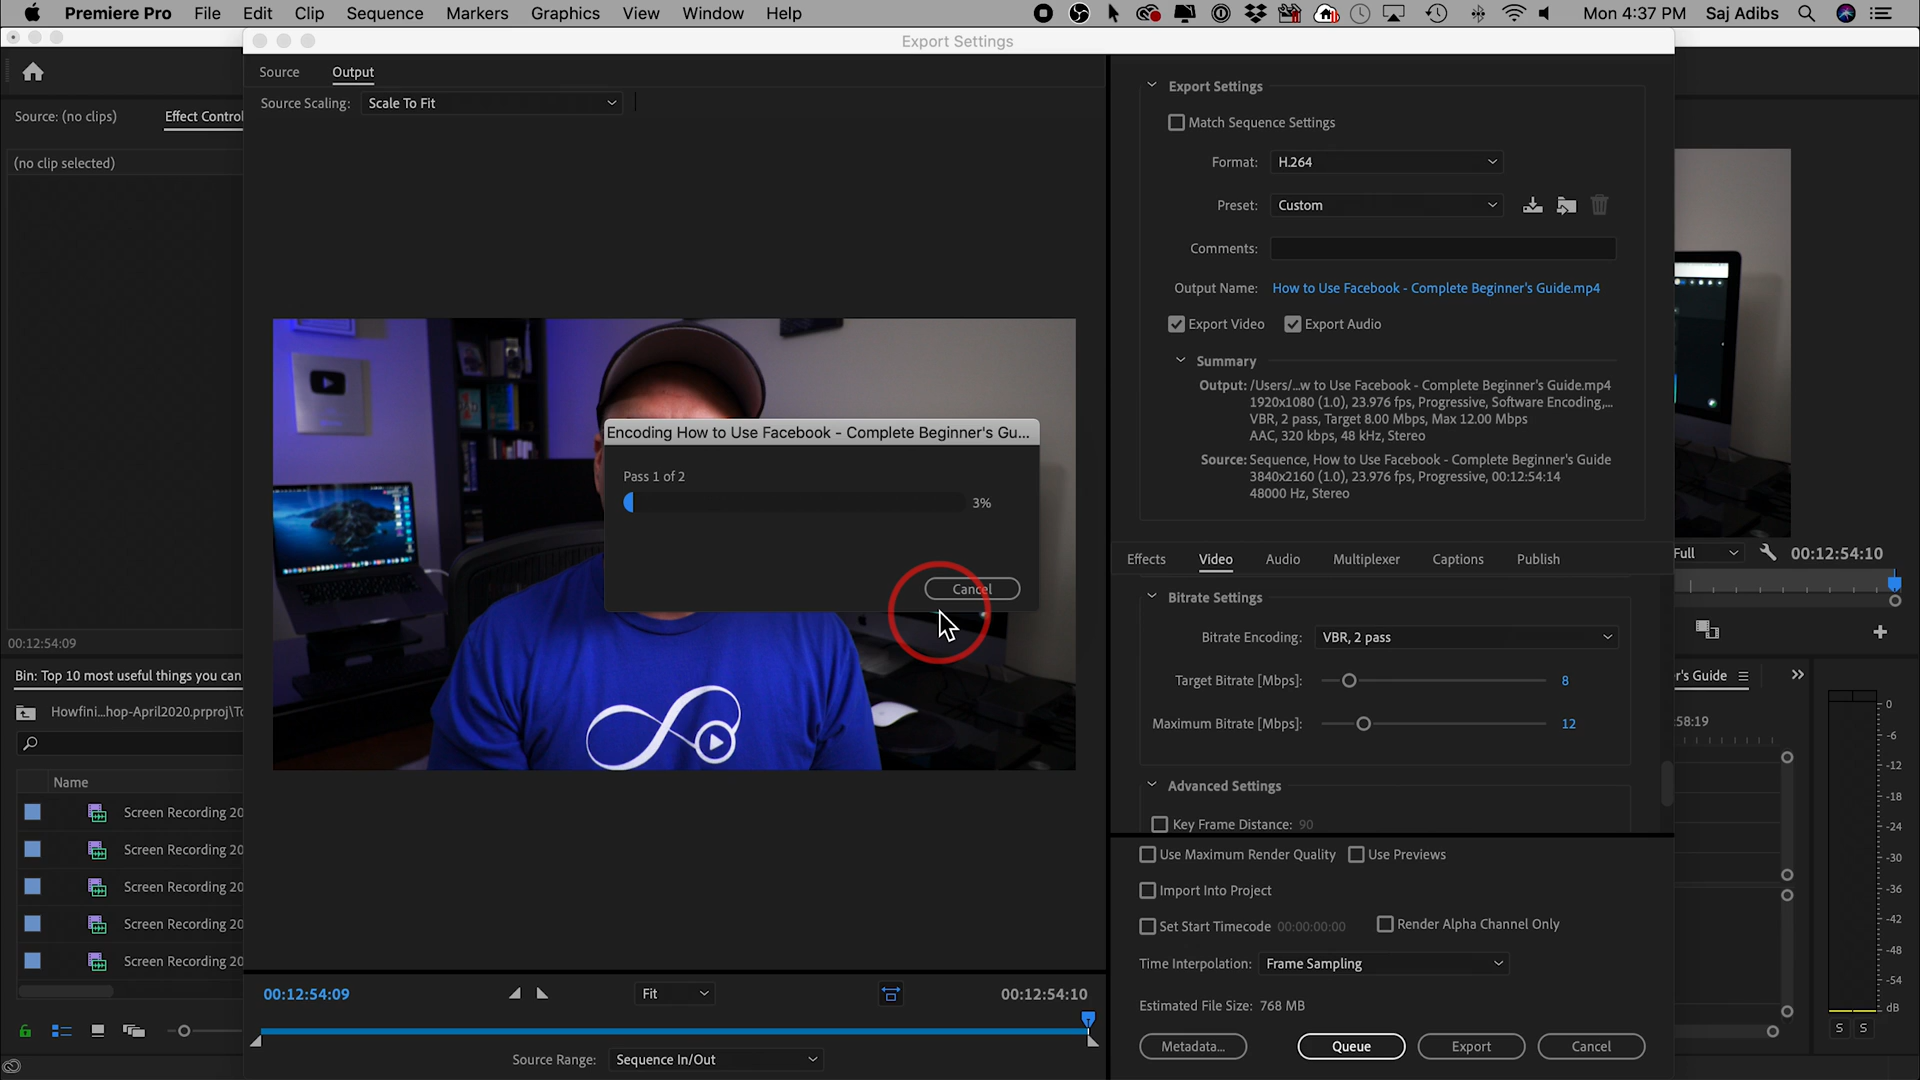 Premiere Pro File Edit Clip Sequence Markers Graphics View Window Help Mon 4:37 PM Saj Adibs
Export Settings
Source Output
Source Scaling: Scale To Fit
Source: (no clips) Effect Control
(no clip selected)
Export Settings
Match Sequence Settings
Format: H.264
Preset: Custom
Comments:
Output Name: How to Use Facebook - Complete Beginner's Guide.mp4
Export Video Export Audio
Summary
Output: /Users/...w to Use Facebook - Complete Beginner's Guide.mp4
1920x1080 (1.0), 23.976 fps, Progressive, Software Encoding,...
VBR, 2 pass, Target 8.00 Mbps, Max 12.00 Mbps
AAC, 320 kbps, 48 kHz, Stereo
Source: Sequence, How to Use Facebook - Complete Beginner's Guide
3840x2160 (1.0), 23.976 fps, Progressive, 00:12:54:14
48000 Hz, Stereo
Encoding How to Use Facebook - Complete Beginner's Gu...
Pass 1 of 2
3%
Cancel
Effects Video Audio Multiplexer Captions Publish
Full 00:12:54:10
Bitrate Settings
Bitrate Encoding: VBR, 2 pass
Target Bitrate [Mbps]: 8
Maximum Bitrate [Mbps]: 12
Advanced Settings
Key Frame Distance: 90
Use Maximum Render Quality Use Previews
Import Into Project
Set Start Timecode 00:00:00:00 Render Alpha Channel Only
Time Interpolation: Frame Sampling
Estimated File Size: 768 MB
Metadata... Queue Export Cancel
00:12:54:09
Bin: Top 10 most useful things you can
Howfini...hop-April2020.prproj\To
Name
Screen Recording 20
Screen Recording 20
Screen Recording 20
Screen Recording 20
Screen Recording 20
00:12:54:09 Fit 00:12:54:10
Source Range: Sequence In/Out
r's Guide
:58:19
0
-6
-12
-18
-24
-30
-36
-42
-48
-54
dB
S S